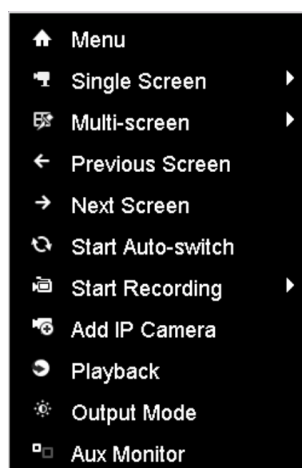 Menu
Single Screen
Multi-screen
Previous Screen
Next Screen
Start Auto-switch
Start Recording
Add IP Camera
Playback
Output Mode
Aux Monitor